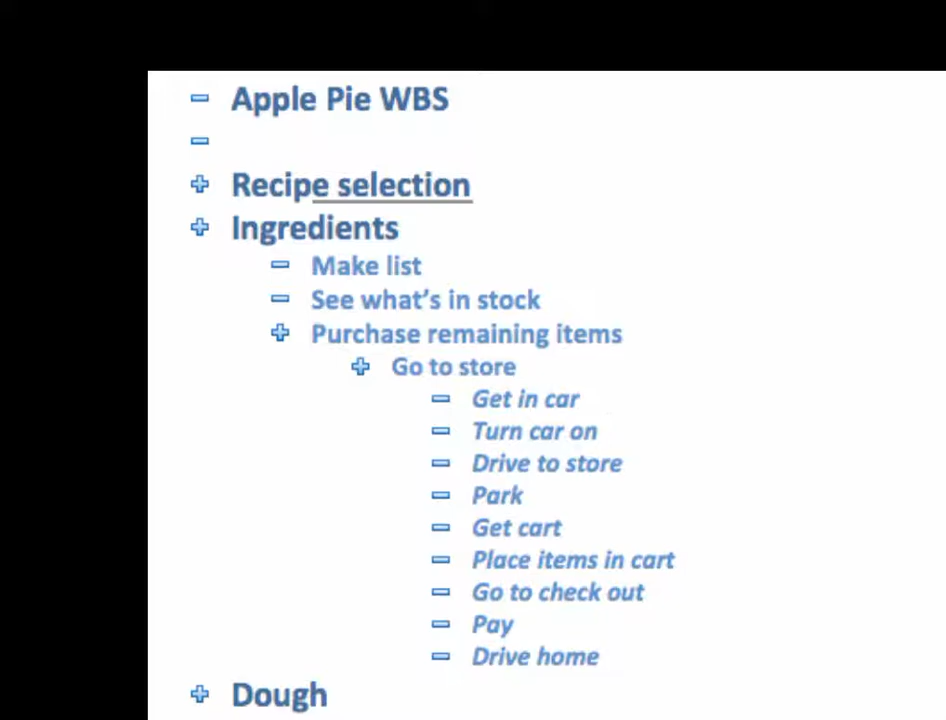 Apple Pie WBS
Recipe selection
Ingredients
Make list
See what's in stock
Purchase remaining items
Go to store
Get in car
Turn car on
Drive to store
Park
Get cart
Place items in cart
Go to check out
Pay
Drive home
Dough